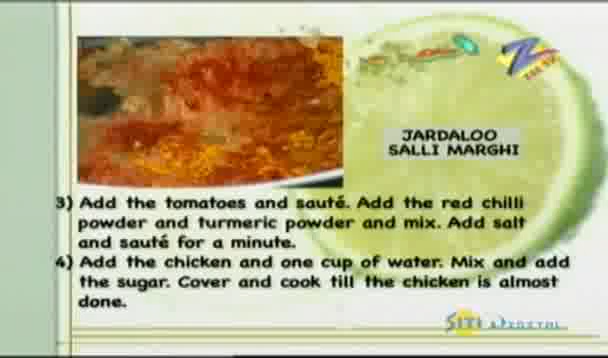 JARDALOO
SALLI MARGHI
3) Add the tomatoes and sauté. Add the red chilli
powder and turmeric powder and mix. Add salt
and sauté for a minute.
4) Add the chicken and one cup of water. Mix and add
the sugar. Cover and cook till the chicken is almost
done.
SITI